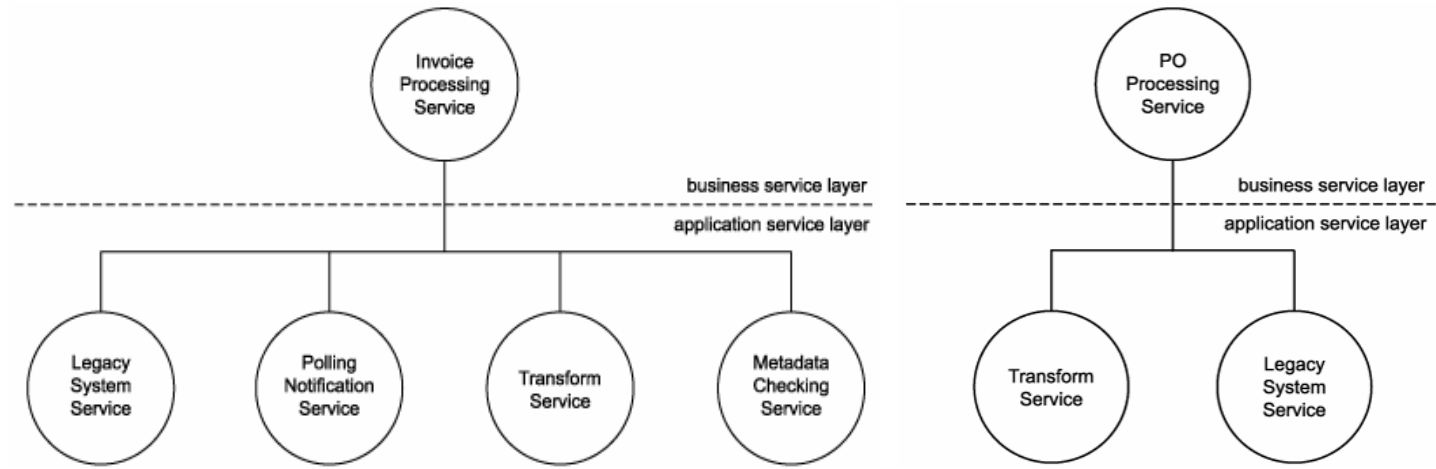 Invoice
Processing
Service
business service layer
application service layer
Legacy
System
Service
Polling
Notification
Service
Transform
Service
Metadata
Checking
Service
PO
Processing
Service
business service layer
application service layer
Transform
Service
Legacy
System
Service